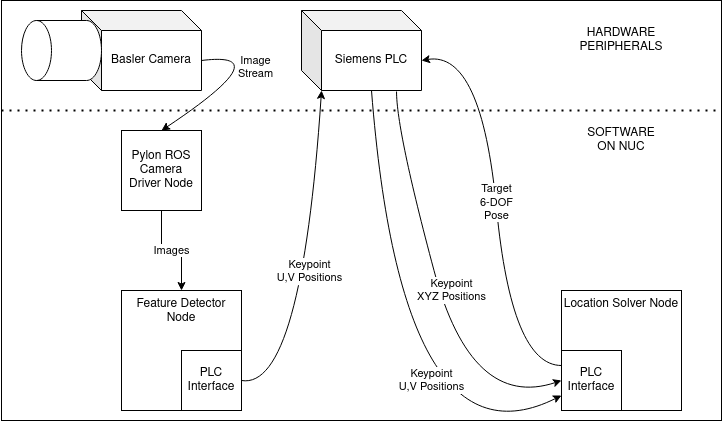 HARDWARE
PERIPHERALS
Basler Camera
Image
Stream
Siemens PLC
SOFTWARE
ON NUC
Pylon ROS
Camera
Driver Node
Target
6-DOF
Pose
Images
Keypoint
U,V Positions
Keypoint
XYZ Positions
Feature Detector
Node
PLC
Interface
Location Solver Node
PLC
Interface
Keypoint
U,V Positions